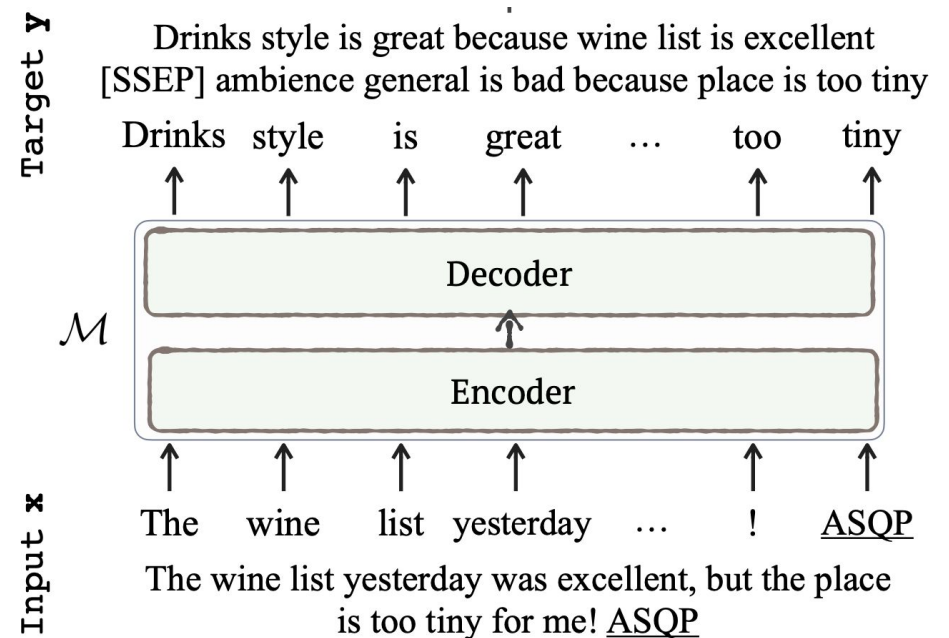 Target y
Drinks style is great because wine list is excellent
[SSEP] ambience general is bad because place is too tiny
Drinks style is great ... too tiny
Decoder
M
Encoder
Input x
The wine list yesterday ... ! ASQP
The wine list yesterday was excellent, but the place
is too tiny for me! ASQP